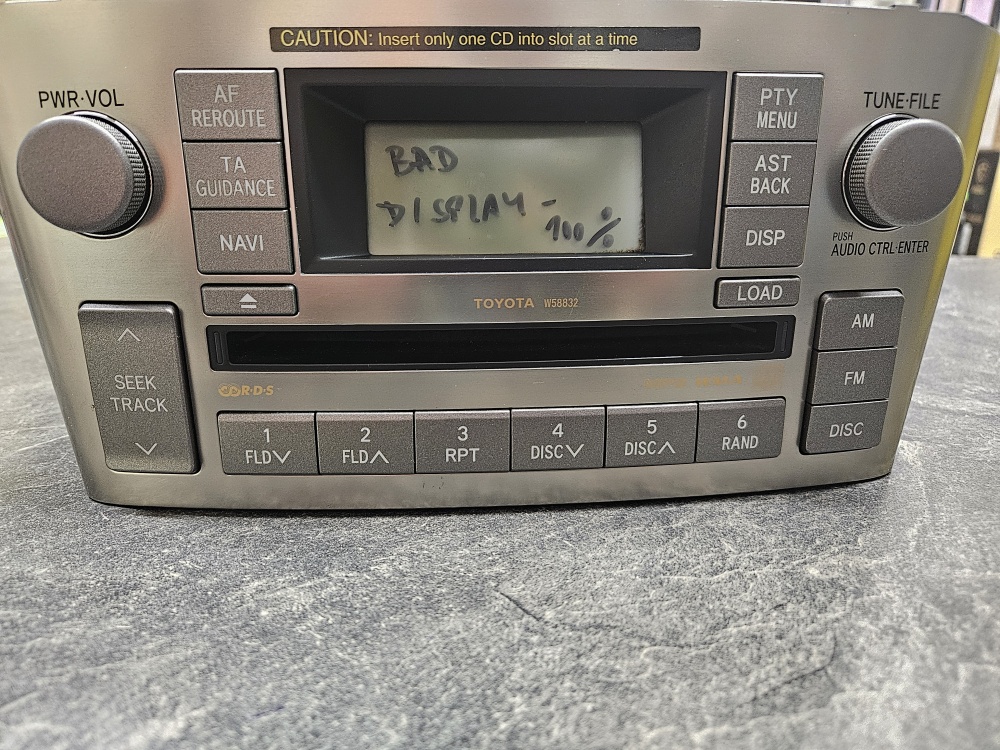 CAUTION: Insert only one CD into slot at a time
PWR·VOL
AF
REROUTE
TA
GUIDANCE
NAVI
BAD
DISPLAY -
100%
PTY
MENU
AST
BACK
DISP
TUNE·FILE
PUSH
AUDIO CTRL·ENTER
TOYOTA W58832
LOAD
SEEK
TRACK
R·D·S
AM
FM
DISC
1
FLD
2
FLD
3
RPT
4
DISC
5
DISC
6
RAND